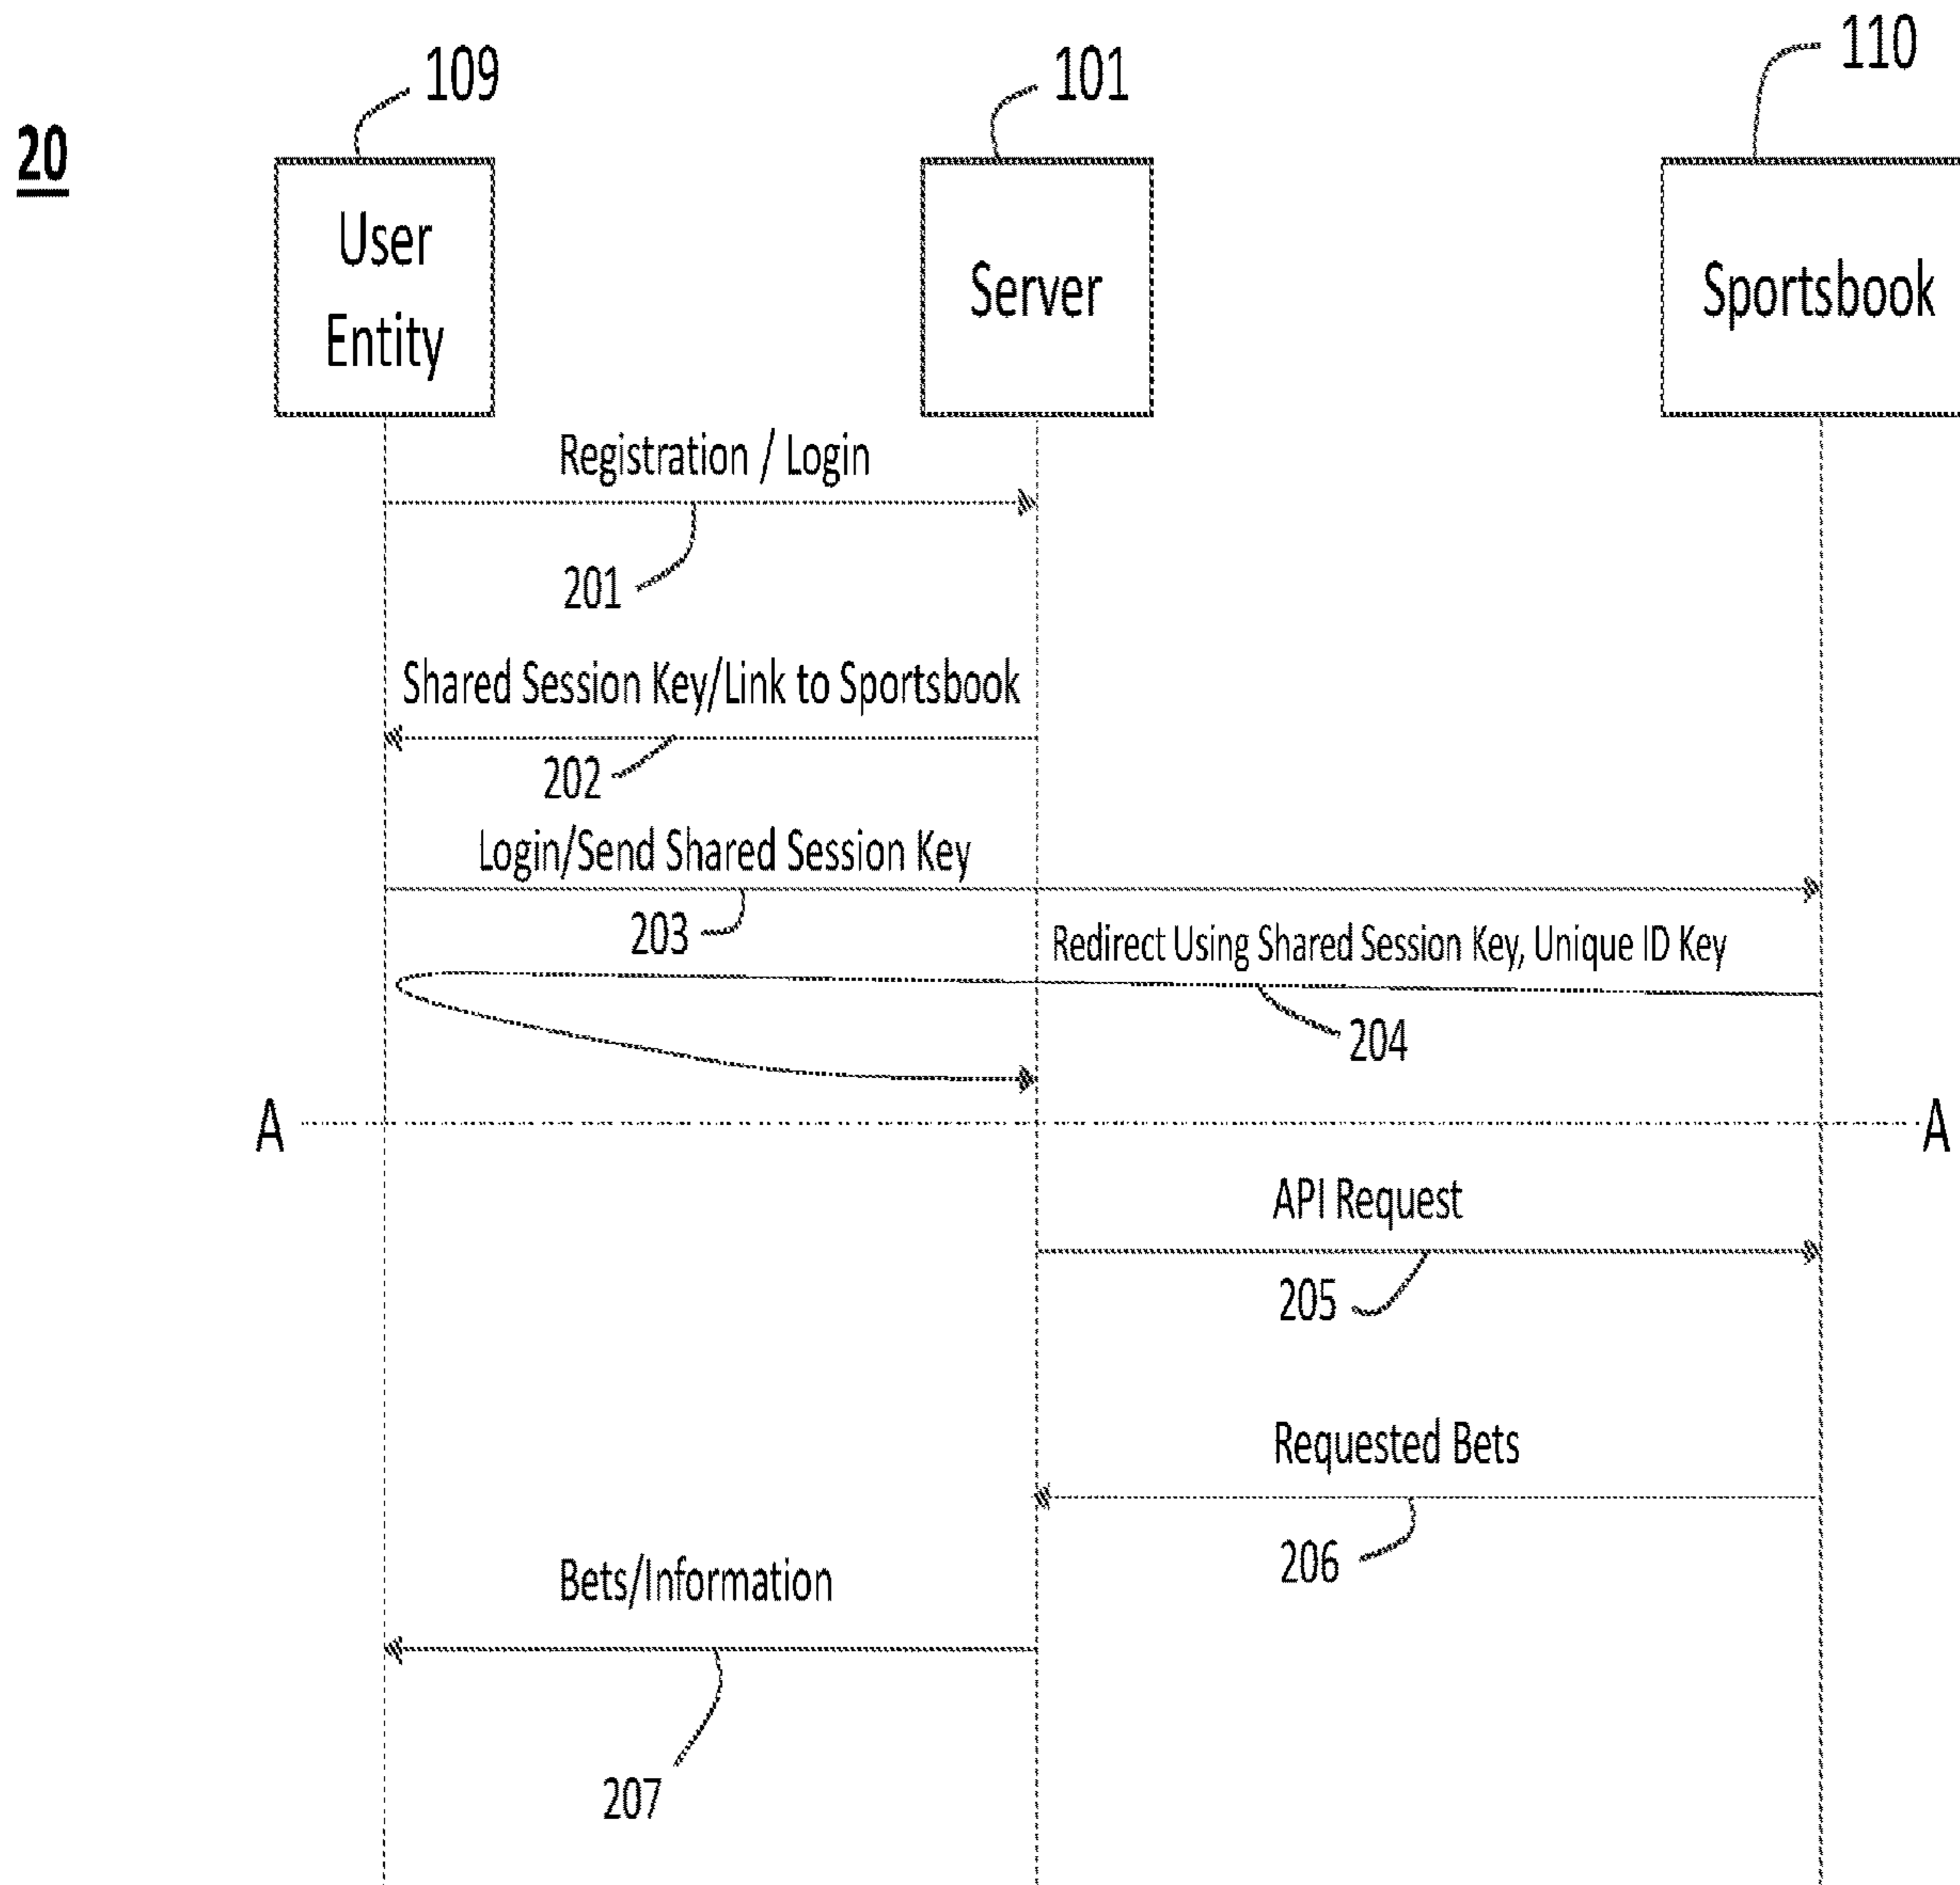 109
101
110
20
User
Entity
Server
Sportsbook
Registration / Login
201
Shared Session Key/Link to Sportsbook
202
Login/Send Shared Session Key
203
Redirect Using Shared Session Key, Unique ID Key
204
A
A
API Request
205
Requested Bets
206
Bets/Information
207